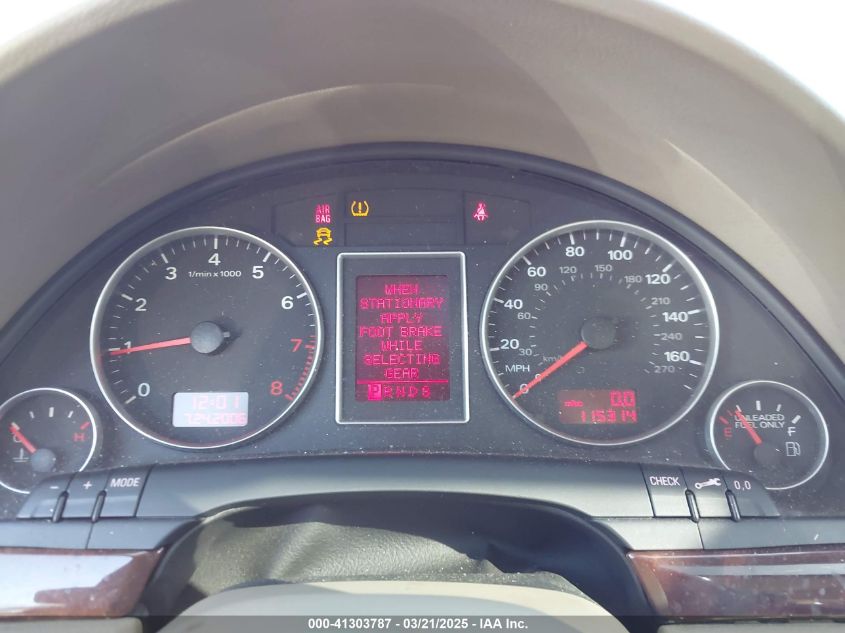 AIR
BAG
1/min x 1000
0
1
2
3
4
5
6
7
8
12:01
7.24.2006
WHEN
STATIONARY
APPLY
FOOT BRAKE
WHILE
SELECTING
GEAR
P R N D S
0
20
40
60
80
100
120
140
160
30
60
90
120
150
180
210
240
270
MPH
km/h
0.0
115314
C
H
E
UNLEADED
FUEL ONLY
F
- + MODE
CHECK
0.0
000-41303787 - 03/21/2025 - IAA Inc.